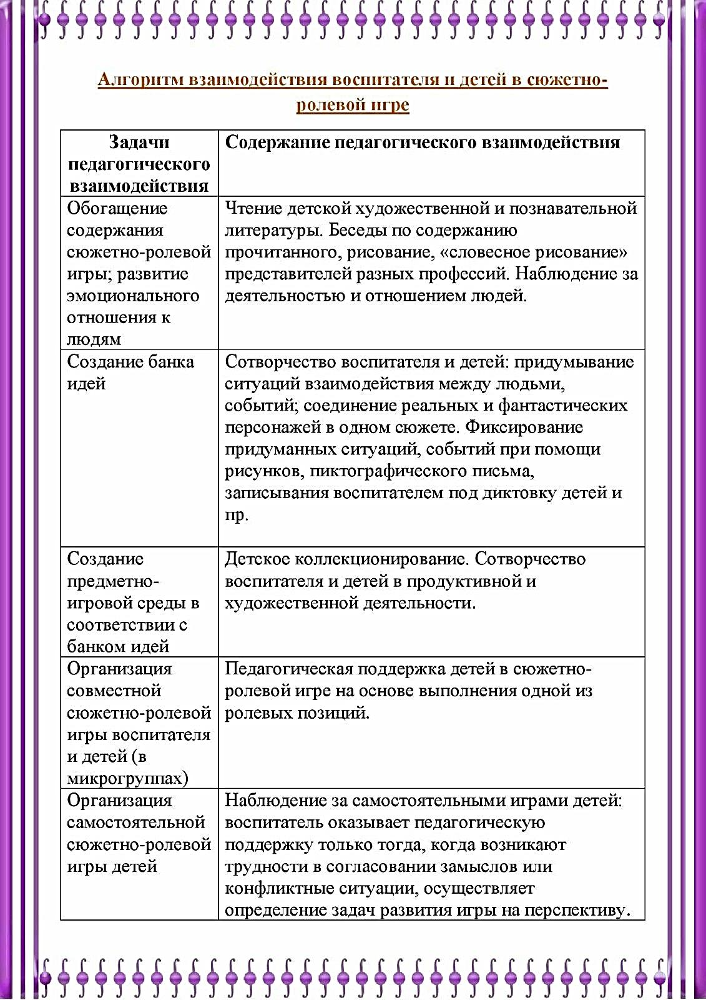 Алгоритм взаимодействия воспитателя и детей в сюжетно-
ролевой игре
Задачи
педагогического
взаимодействия
Содержание педагогического взаимодействия
Обогащение
содержания
сюжетно-ролевой
игры; развитие
эмоционального
отношения к
людям
Чтение детской художественной и познавательной
литературы. Беседы по содержанию
прочитанного, рисование, «словесное рисование»
представителей разных профессий. Наблюдение за
деятельностью и отношением людей.
Создание банка
идей
Сотворчество воспитателя и детей: придумывание
ситуаций взаимодействия между людьми,
событий; соединение реальных и фантастических
персонажей в одном сюжете. Фиксирование
придуманных ситуаций, событий при помощи
рисунков, пиктографического письма,
записывания воспитателем под диктовку детей и
пр.
Создание
предметно-
игровой среды в
соответствии с
банком идей
Детское коллекционирование. Сотворчество
воспитателя и детей в продуктивной и
художественной деятельности.
Организация
совместной
сюжетно-ролевой
игры воспитателя
и детей (в
микрогруппах)
Педагогическая поддержка детей в сюжетно-
ролевой игре на основе выполнения одной из
ролевых позиций.
Организация
самостоятельной
сюжетно-ролевой
игры детей
Наблюдение за самостоятельными играми детей:
воспитатель оказывает педагогическую
поддержку только тогда, когда возникают
трудности в согласовании замыслов или
конфликтные ситуации, осуществляет
определение задач развития игры на перспективу.